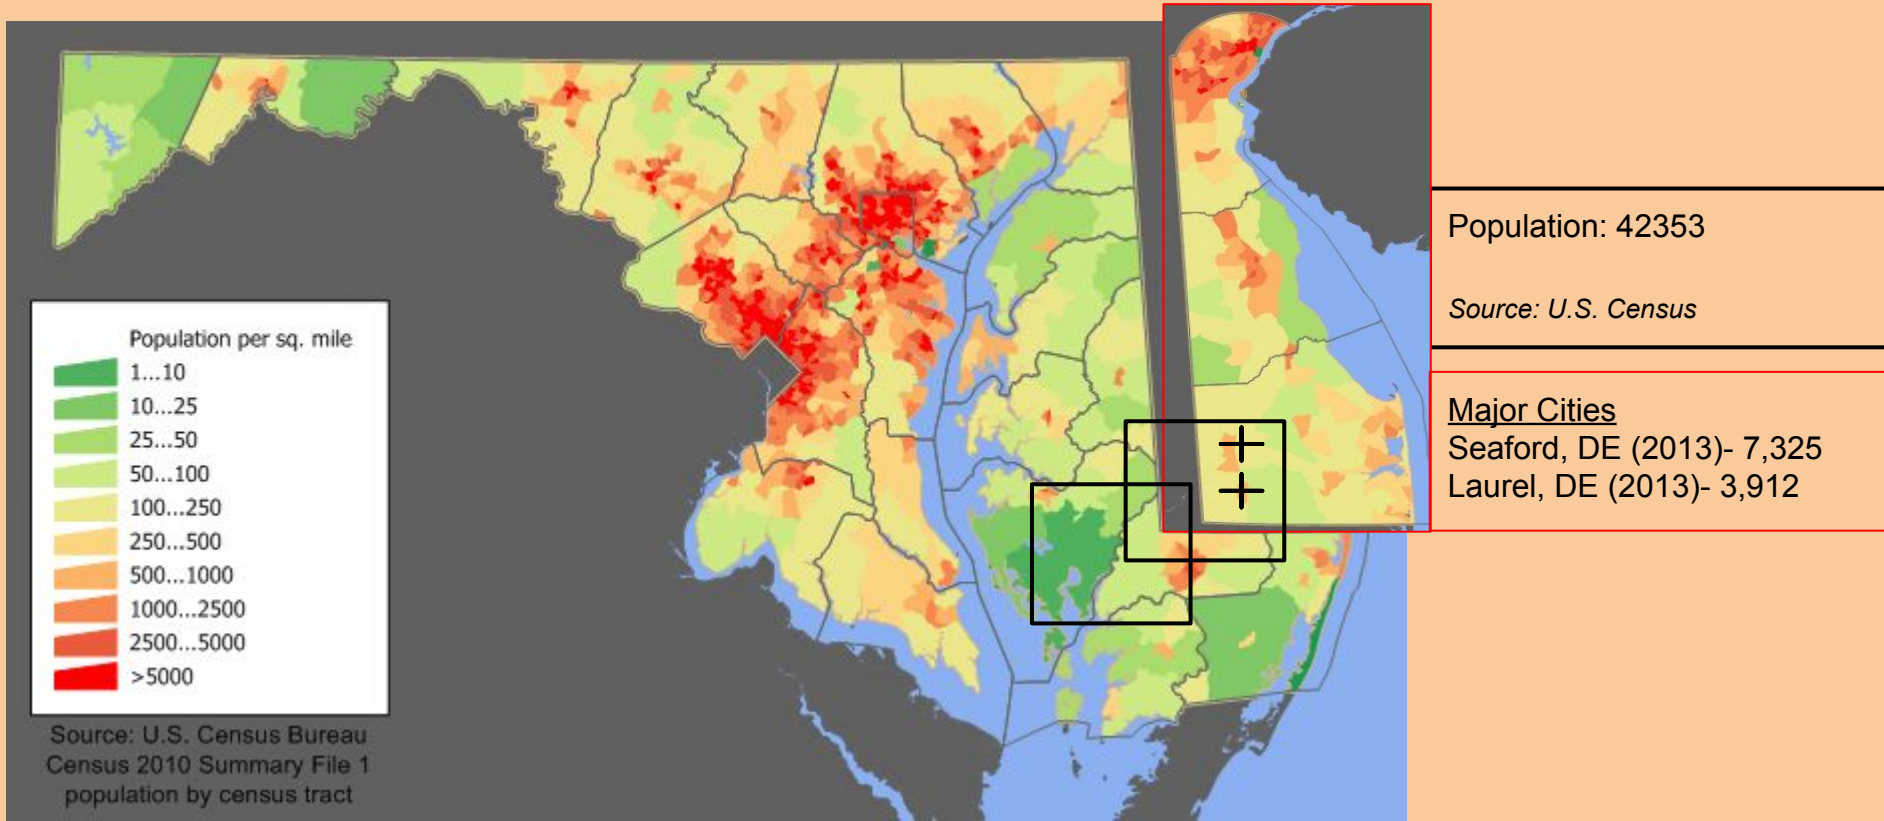 Population per sq. mile
1...10
10...25
25...50
50...100
100...250
250...500
500...1000
1000...2500
2500...5000
>5000
Source: U.S. Census Bureau
Census 2010 Summary File 1
population by census tract
Population: 42353
Source: U.S. Census
Major Cities
Seaford, DE (2013)- 7,325
Laurel, DE (2013)- 3,912